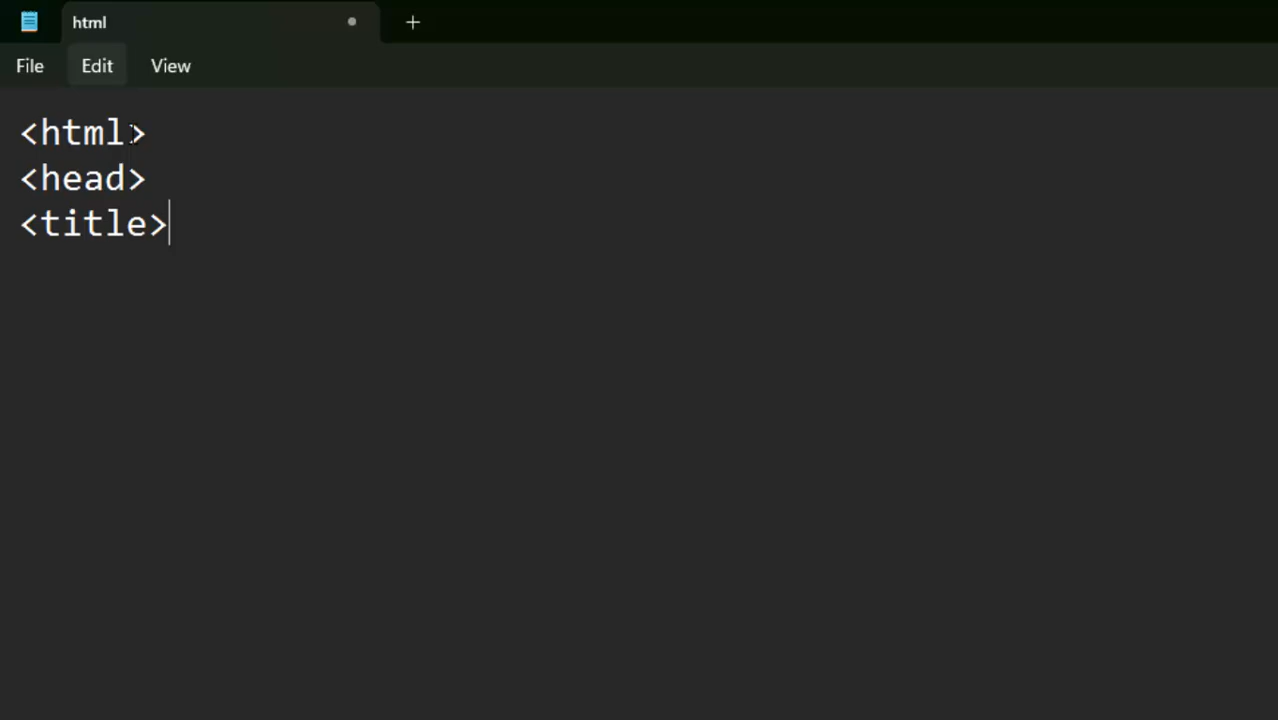 html
File Edit View
<html>
<head>
<title>